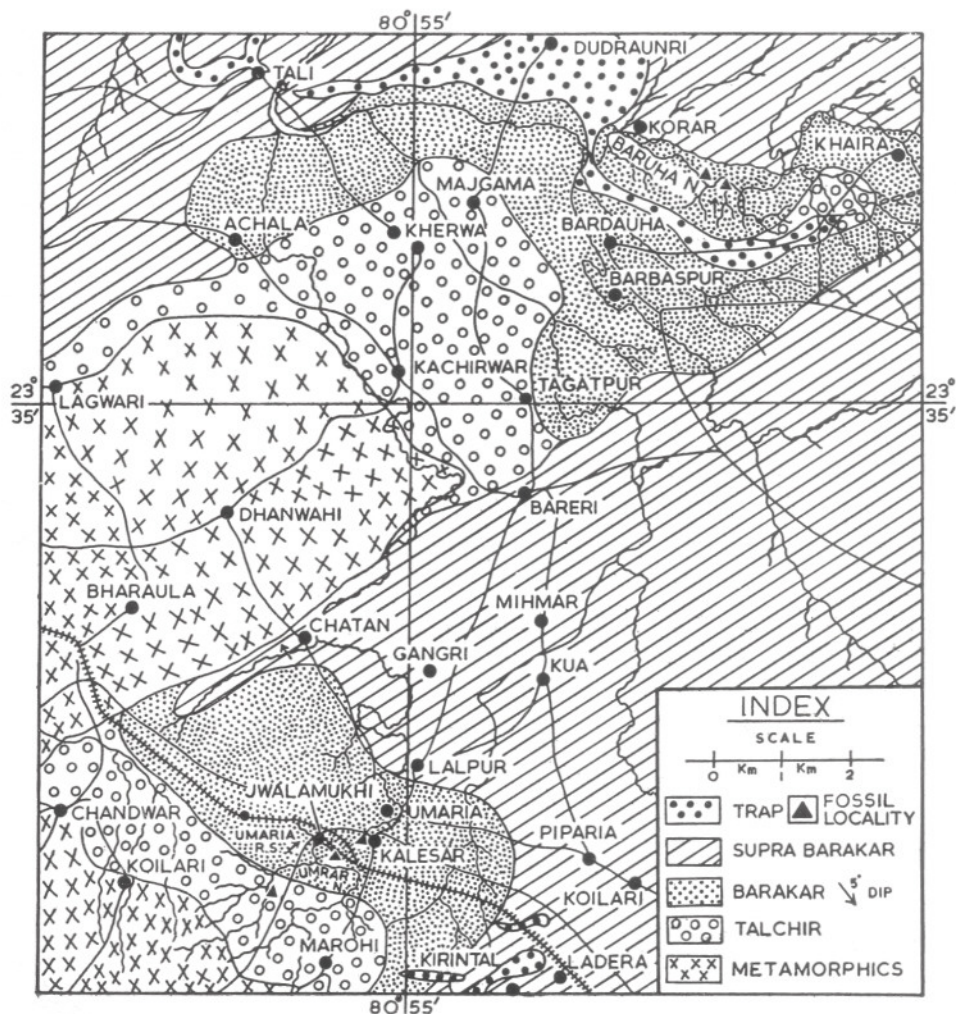 80° 55′
DUDRAUNRI
TALI
KORAR
KHAIRA
BARUHA N
MAJGAMA
ACHALA
KHERWA
BARDAUHA
BARBASPUR
KACHIRWAR
TAGATPUR
23° 35′
LAGWARI
23° 35′
BARERI
DHANWAHI
BHARAULA
MIHMAR
CHATAN
GANGRI
KUA
LALPUR
JWALAMUKHI
CHANDWAR
UMARIA
UMARIA R.S.
PIPARIA
KALESAR
KOILARI
UMRAR N.
KOILARI
MAROHI
KIRINTAL
LADERA
80° 55′
INDEX
SCALE
0 Km 1 Km 2
TRAP
FOSSIL LOCALITY
SUPRA BARAKAR
BARAKAR
5° DIP
TALCHIR
METAMORPHICS